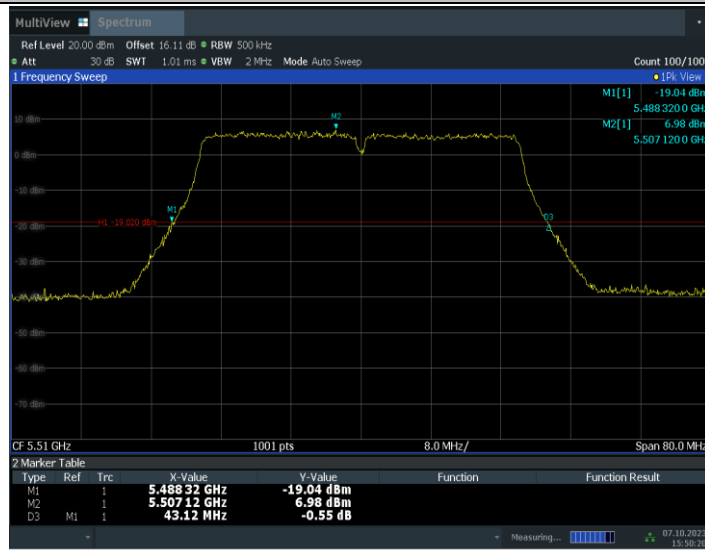 MultiView Spectrum
Ref Level 20.00 dBm Offset 16.11 dB RBW 500 kHz
Att 30 dB SWT 1.01 ms VBW 2 MHz Mode Auto Sweep Count 100/100
1 Frequency Sweep 1Pk View
M1[1] -19.04 dBm
5.488 320 0 GHz
M2[1] 6.98 dBm
5.507 120 0 GHz
M2
10 dBm
0 dBm
-10 dBm
M1
H1 -19.020 dBm
D3
-20 dBm
-30 dBm
-50 dBm
-60 dBm
-70 dBm
CF 5.51 GHz 1001 pts 8.0 MHz/ Span 80.0 MHz
2 Marker Table
Type Ref Trc X-Value Y-Value Function Function Result
M1 1 5.488 32 GHz -19.04 dBm
M2 1 5.507 12 GHz 6.98 dBm
D3 M1 1 43.12 MHz -0.55 dB
Measuring... 07.10.2023
15:50:20